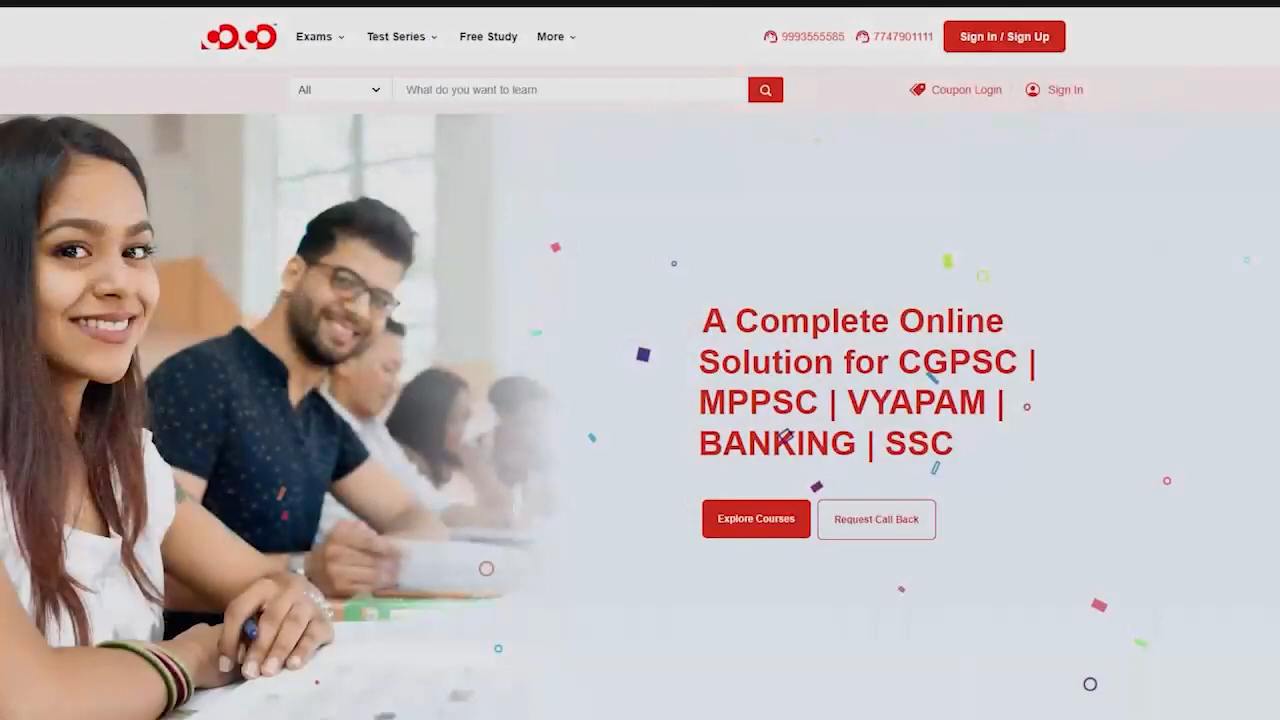 Exams
Test Series
Free Study
More
9993555585
7747901111
Sign In / Sign Up
All
What do you want to learn
Coupon Login
Sign In
A Complete Online
Solution for CGPSC |
MPPSC | VYAPAM |
BANKING | SSC
Explore Courses
Request Call Back